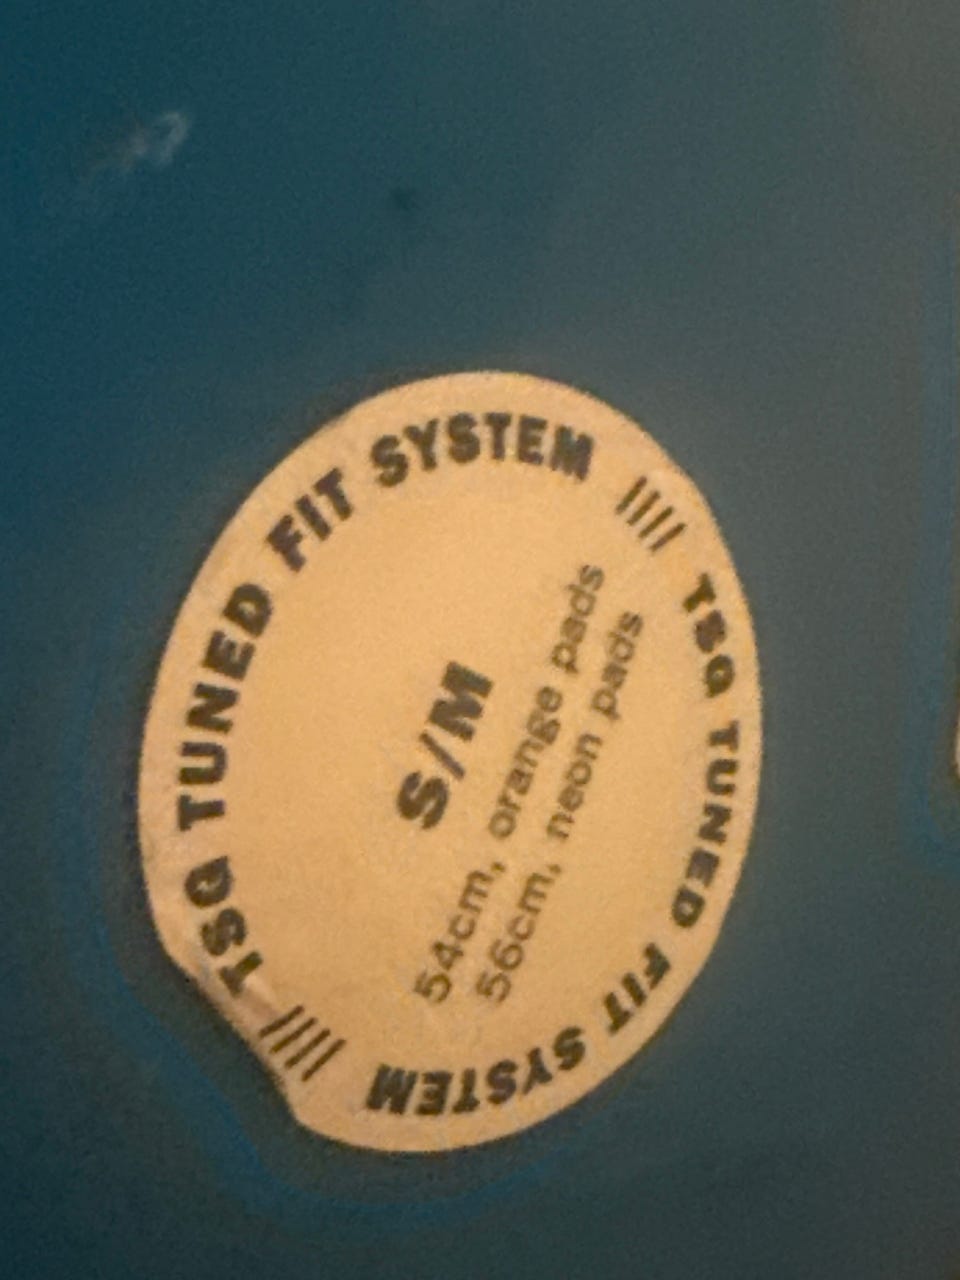 TSG TUNED FIT SYSTEM ////
TSG TUNED FIT SYSTEM ////
S/M
54cm, orange pads
56cm, neon pads